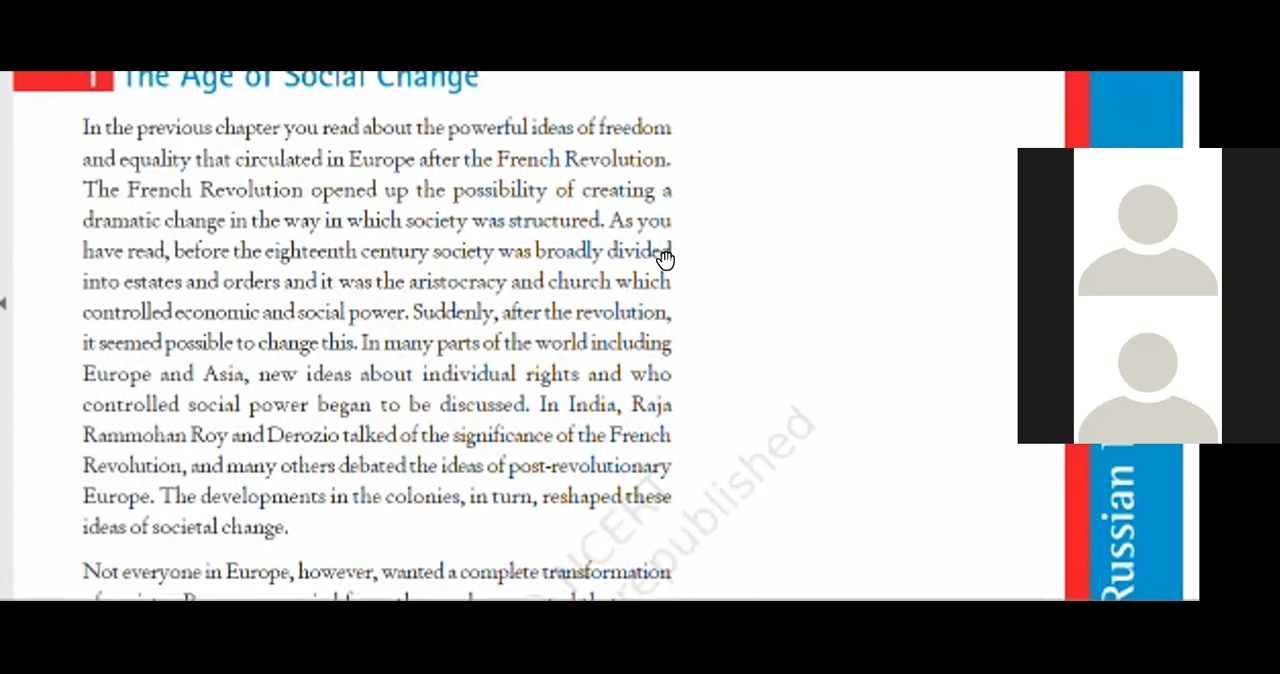 The Age of Social Change
In the previous chapter you read about the powerful ideas of freedom
and equality that circulated in Europe after the French Revolution.
The French Revolution opened up the possibility of creating a
dramatic change in the way in which society was structured. As you
have read, before the eighteenth century society was broadly divided
into estates and orders and it was the aristocracy and church which
controlled economic and social power. Suddenly, after the revolution,
it seemed possible to change this. In many parts of the world including
Europe and Asia, new ideas about individual rights and who
controlled social power began to be discussed. In India, Raja
Rammohan Roy and Derozio talked of the significance of the French
Revolution, and many others debated the ideas of post-revolutionary
Europe. The developments in the colonies, in turn, reshaped these
ideas of societal change.
Not everyone in Europe, however, wanted a complete transformation
NCERT
republished
Russian